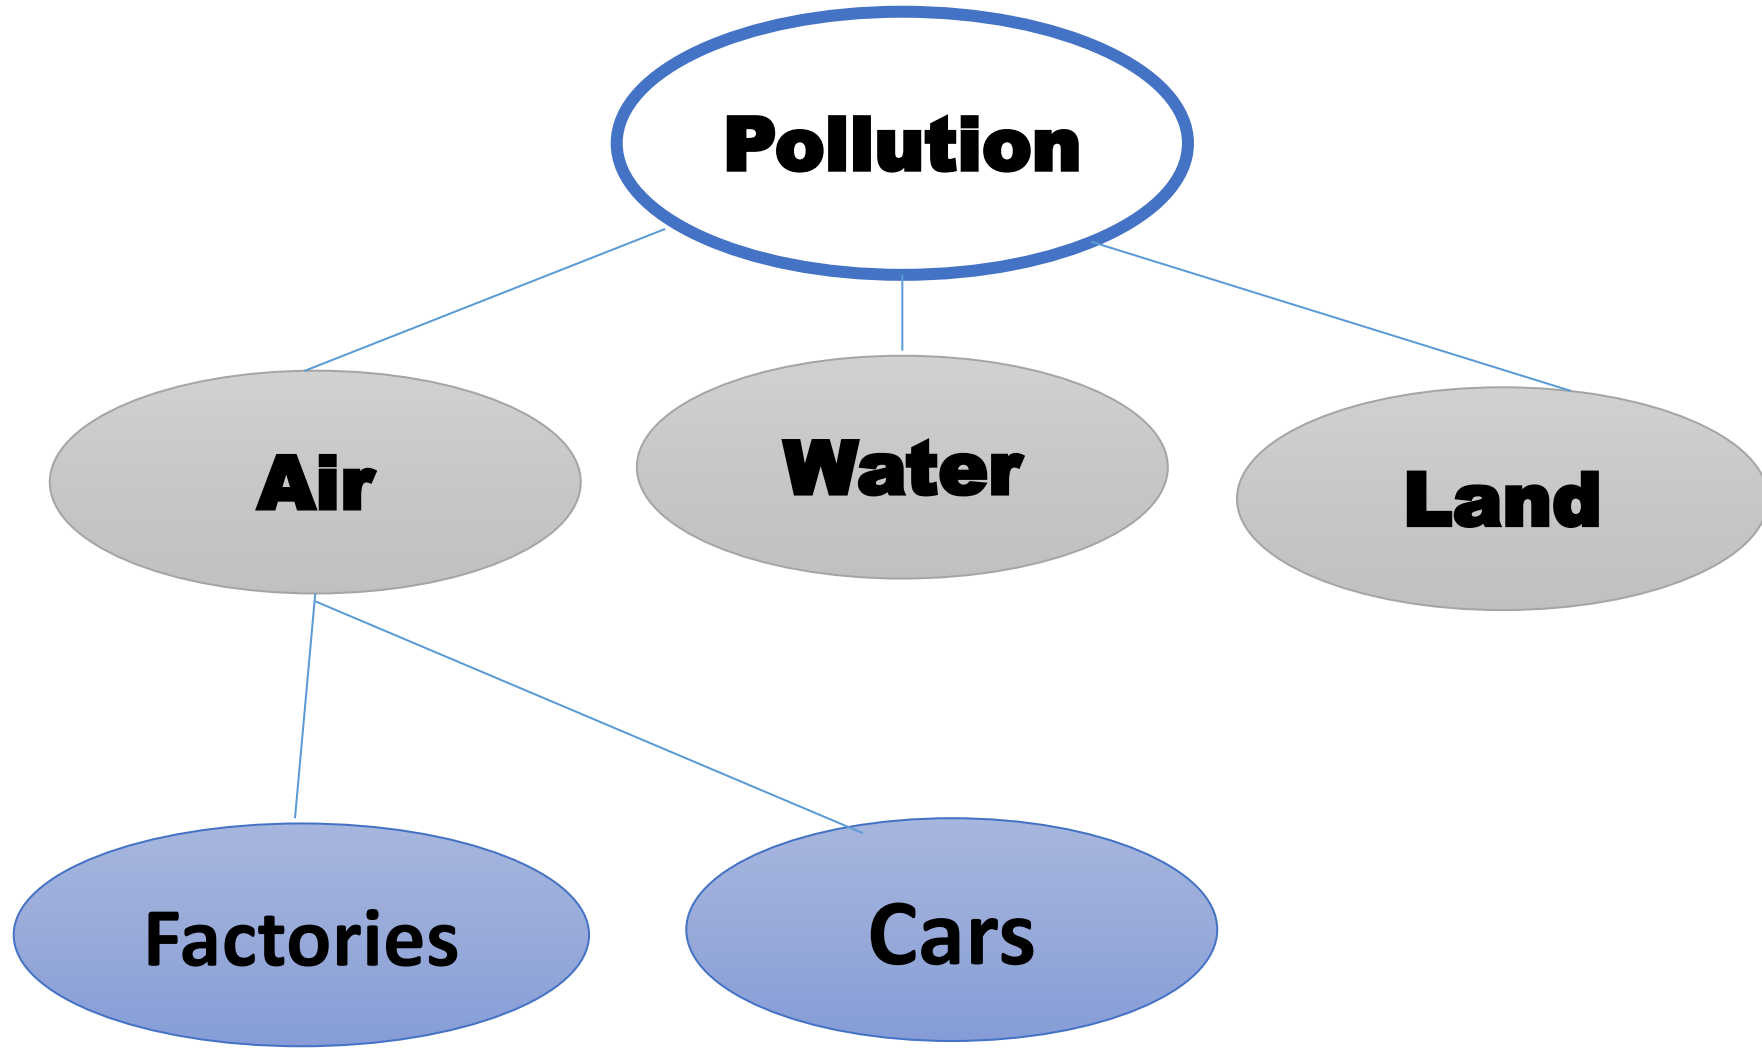 Pollution
Air
Water
Land
Factories
Cars